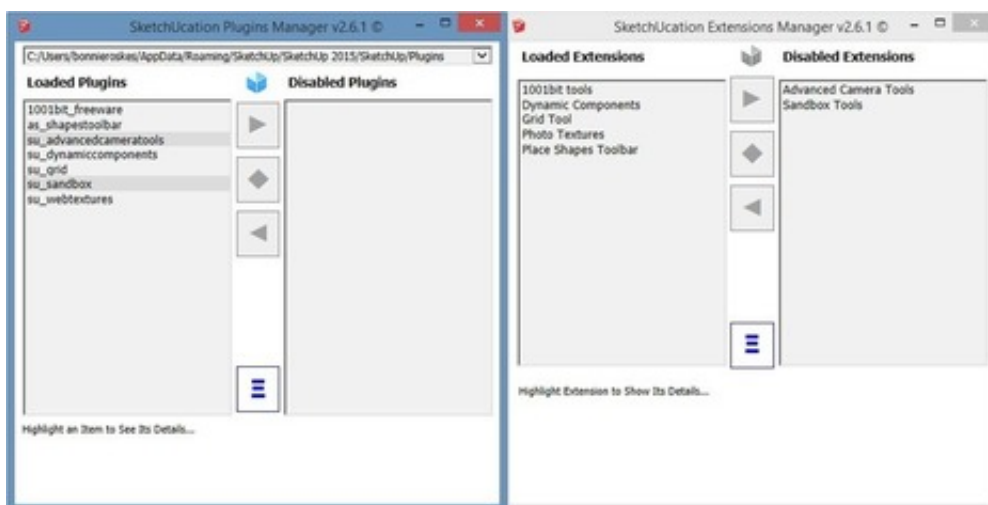 SketchUcation Plugins Manager v2.6.1 ©
C:/Users/bonnieroskes/AppData/Roaming/SketchUp/SketchUp 2015/SketchUp/Plugins
Loaded Plugins
Disabled Plugins
1001bit_freeware
as_shapestoolbar
su_advancedcameratools
su_dynamiccomponents
su_grid
su_sandbox
su_webtextures
Highlight an Item to See Its Details...
SketchUcation Extensions Manager v2.6.1 ©
Loaded Extensions
Disabled Extensions
1001bit tools
Dynamic Components
Grid Tool
Photo Textures
Place Shapes Toolbar
Advanced Camera Tools
Sandbox Tools
Highlight Extension to Show Its Details...